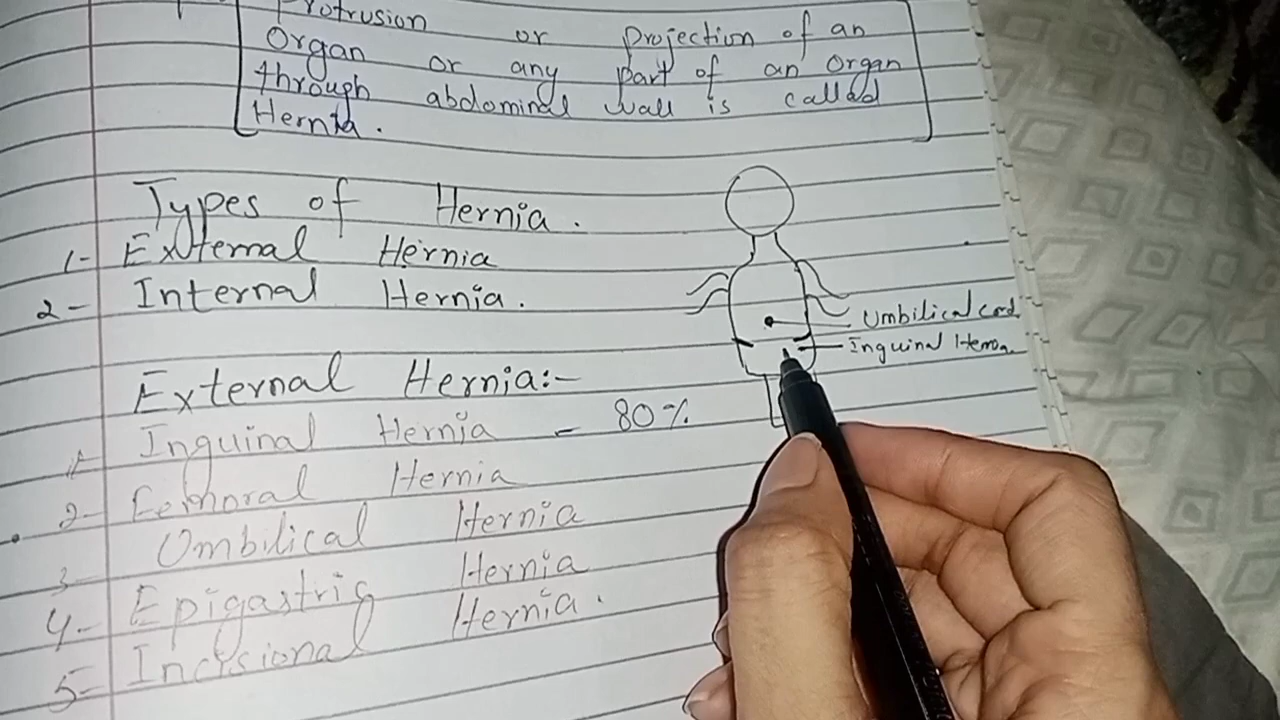 Protrusion or projection of an
Organ or any part of an Organ
through abdominal wall is called
Hernia.
Types of Hernia.
1- External Hernia
2- Internal Hernia.
Umbilical Cord
Inguinal Hernia
External Hernia:-
1- Inguinal Hernia - 80%
2- Femoral Hernia
3- Umbilical Hernia
4- Epigastric Hernia
5- Incisional Hernia.